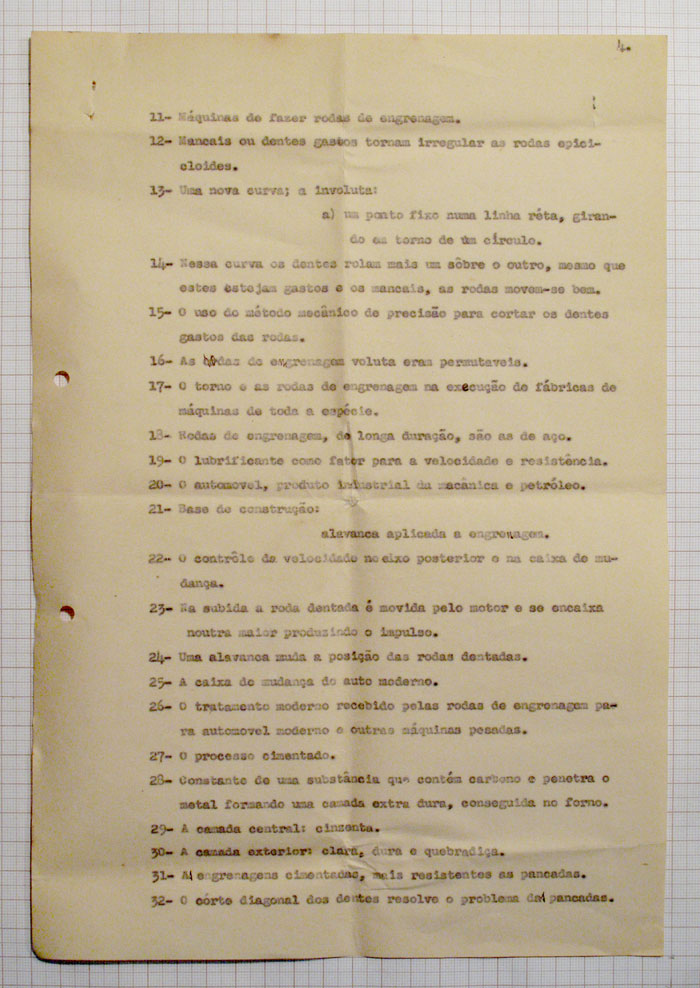 4.
11- Máquinas de fazer rodas de engrenagem.
12- Mancais ou dentes gastos tornam irregular as rodas epici-
cloides.
13- Uma nova curva; a involuta:
a) um ponto fixo numa linha réta, giran-
do em torno de um círculo.
14- Nessa curva os dentes rolam mais um sôbre o outro, mesmo que
estes estejam gastos e os mancais, as rodas movem-se bem.
15- O uso do método mecânico de precisão para cortar os dentes
gastos das rodas.
16- As rodas de engrenagem voluta eram permutaveis.
17- O torno e as rodas de engrenagem na execução de fábricas de
máquinas de toda a espécie.
18- Rodas de engrenagem, de longa duração, são as de aço.
19- O lubrificante como fator para a velocidade e resistência.
20- O automovel, produto industrial da macânica e petróleo.
21- Base de construção:
alavanca aplicada a engrenagem.
22- O contrôle da velocidade no eixo posterior e na caixa de mu-
dança.
23- Na subida a roda dentada é movida pelo motor e se encaixa
noutra maior produzindo o impulso.
24- Uma alavanca muda a posição das rodas dentadas.
25- A caixa de mudança do auto moderno.
26- O tratamento moderno recebido pelas rodas de engrenagem pa-
ra automovel moderno e outras máquinas pesadas.
27- O processo cimentado.
28- Constante de uma substância que contém carbono e penetra o
metal formando uma camada extra dura, conseguida no forno.
29- A camada central: cinzenta.
30- A camada exterior: clara, dura e quebradiça.
31- A engrenagens cimentadas, mais resistentes as pancadas.
32- O córte diagonal dos dentes resolve o problema da pancadas.